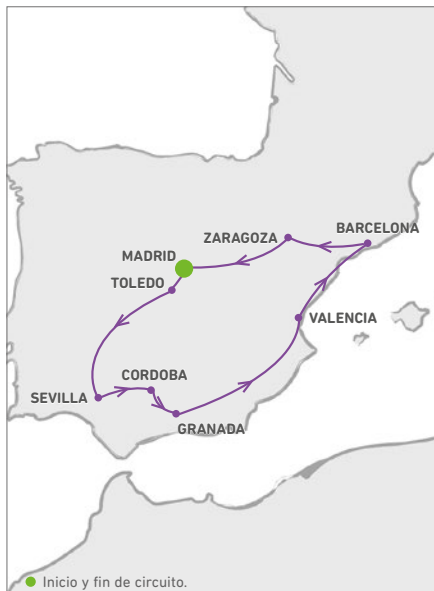 BARCELONA
ZARAGOZA
MADRID
TOLEDO
VALENCIA
CORDOBA
SEVILLA
GRANADA
Inicio y fin de circuito.